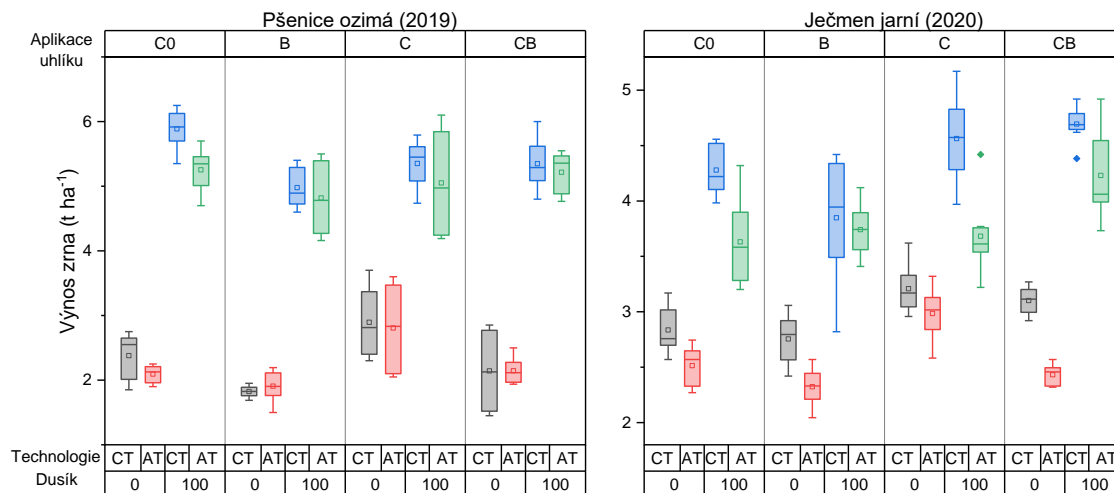 Pšenice ozimá (2019)
Ječmen jarní (2020)
Aplikace
uhlíku
C0 B C CB
C0 B C CB
Výnos zrna (t ha-1)
6
4
2
5
4
3
2
Technologie
CT AT CT AT CT AT CT AT CT AT CT AT CT AT CT AT
CT AT CT AT CT AT CT AT CT AT CT AT CT AT CT AT
Dusík
0 100 0 100 0 100 0 100
0 100 0 100 0 100 0 100